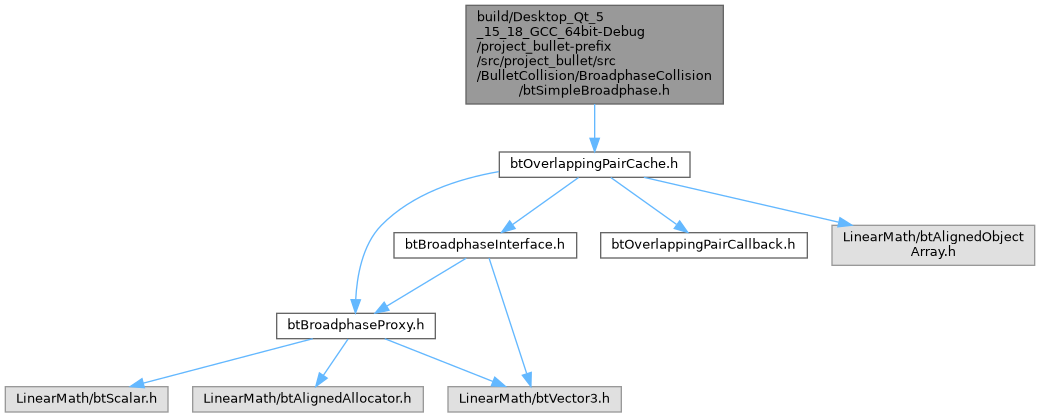 build/Desktop_Qt_5
_15_18_GCC_64bit-Debug
/project_bullet-prefix
/src/project_bullet/src
/BulletCollision/BroadphaseCollision
/btSimpleBroadphase.h
btOverlappingPairCache.h
btBroadphaseInterface.h
btOverlappingPairCallback.h
LinearMath/btAlignedObject
Array.h
btBroadphaseProxy.h
LinearMath/btScalar.h
LinearMath/btAlignedAllocator.h
LinearMath/btVector3.h